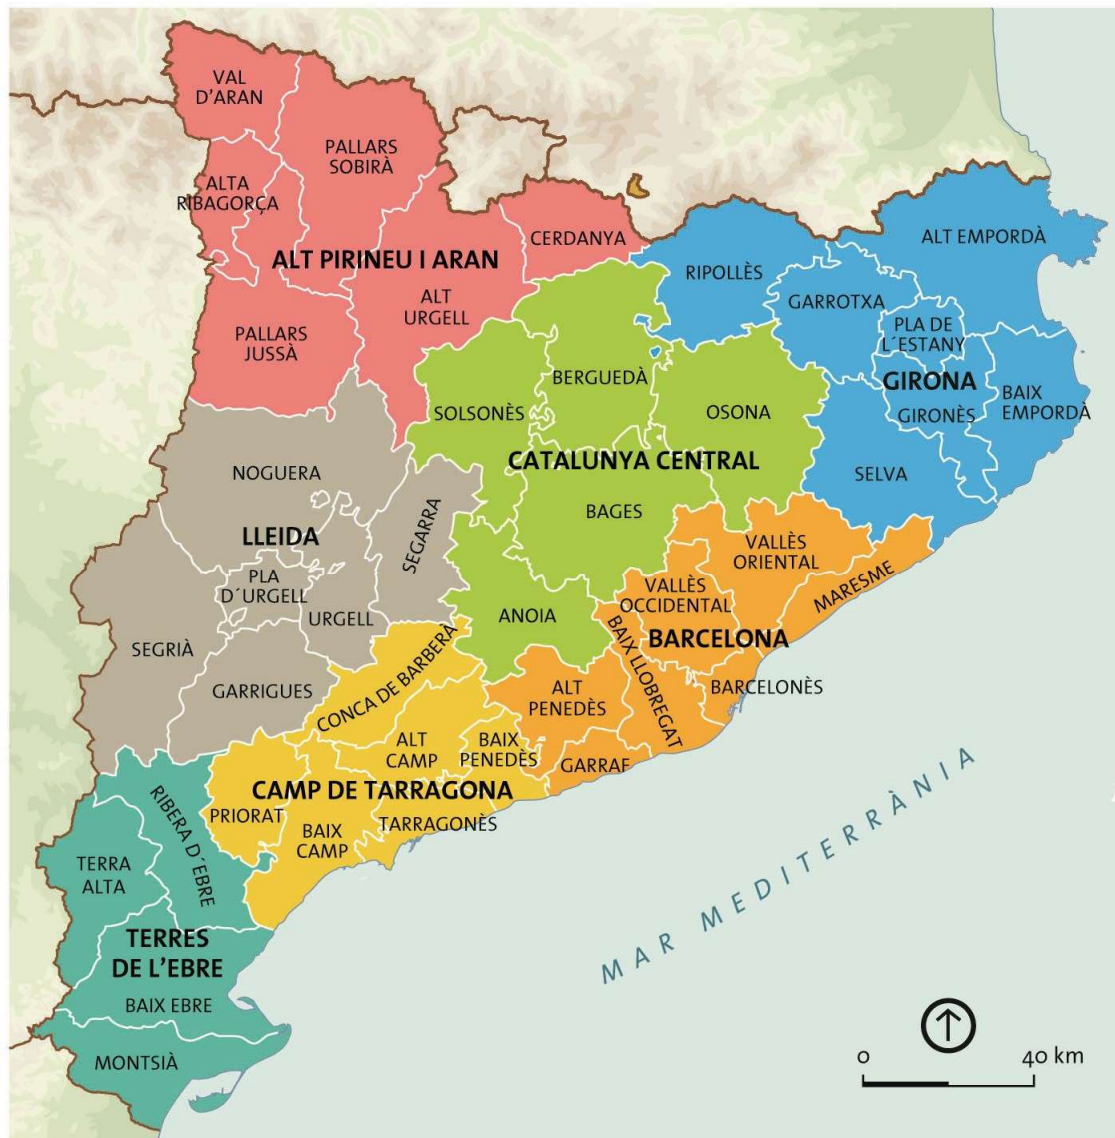 VAL
D'ARAN
PALLARS
SOBIRÀ
ALTA
RIBAGORÇA
CERDANYA
ALT PIRINEU I ARAN
ALT
URGELL
PALLARS
JUSSÀ
ALT EMPORDÀ
RIPOLLÈS
GARROTXA
PLA DE
L´ESTANY
GIRONA
GIRONÈS
BAIX
EMPORDÀ
SELVA
BERGUEDÀ
SOLSONÈS
OSONA
CATALUNYA CENTRAL
BAGES
ANOIA
NOGUERA
LLEIDA
SEGARRA
PLA
D´URGELL
URGELL
SEGRIÀ
GARRIGUES
VALLÈS
ORIENTAL
VALLÈS
OCCIDENTAL
MARESME
BARCELONA
BAIX LLOBREGAT
BARCELONÈS
ALT
PENEDÈS
GARRAF
CONCA DE BARBERÀ
ALT
CAMP
BAIX
PENEDÈS
CAMP DE TARRAGONA
PRIORAT
BAIX
CAMP
TARRAGONÈS
RIBERA D´EBRE
TERRA
ALTA
TERRES
DE L'EBRE
BAIX EBRE
MONTSIÀ
MAR MEDITERRÀNIA
0 40 km